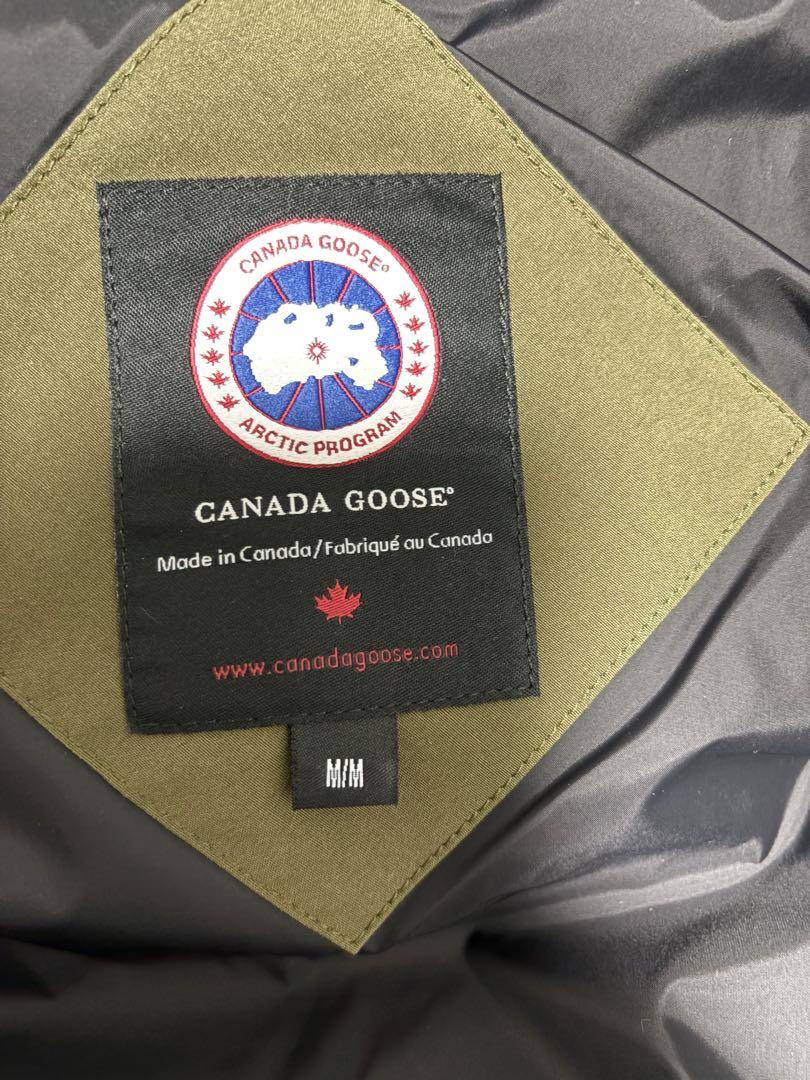 CANADA GOOSE®
ARCTIC PROGRAM
CANADA GOOSE®
Made in Canada/Fabriqué au Canada
www.canadagoose.com
M/M